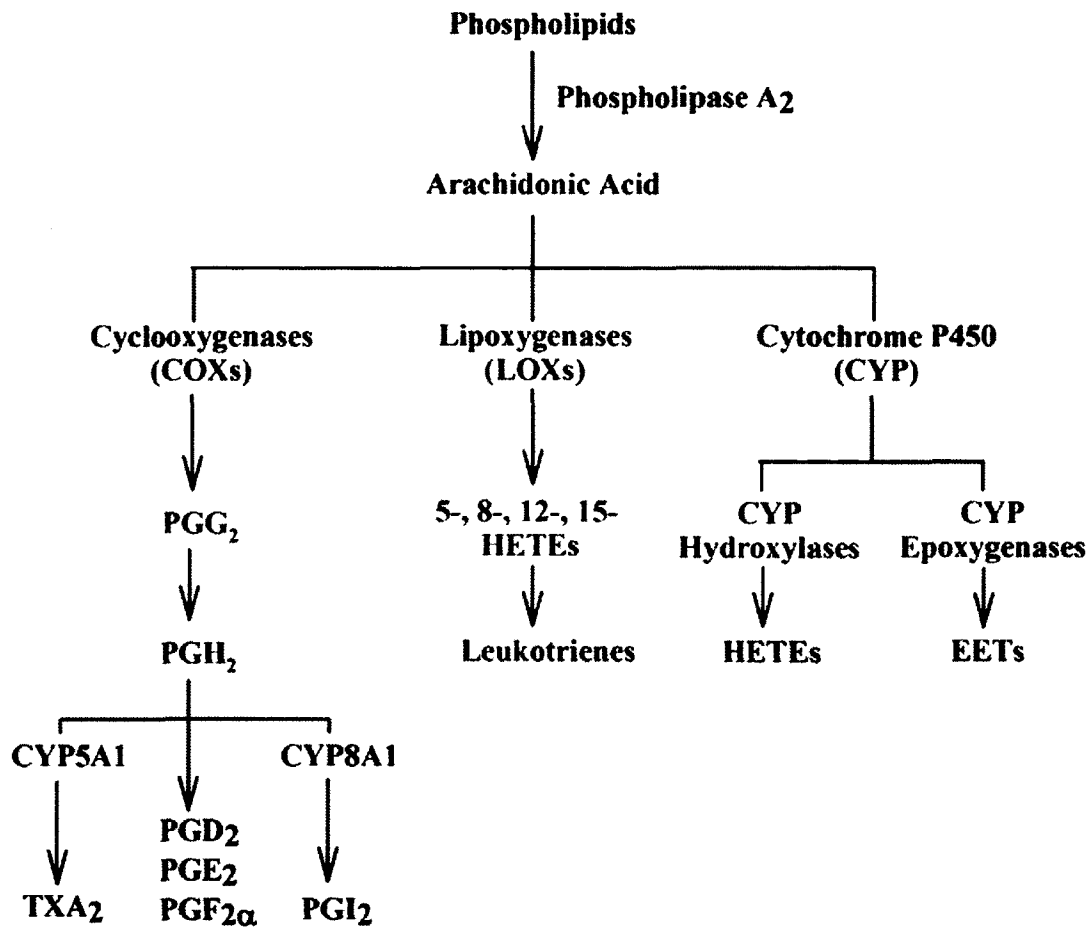 Phospholipids
Phospholipase A2
Arachidonic Acid
Cyclooxygenases
(COXs)
Lipoxygenases
(LOXs)
Cytochrome P450
(CYP)
PGG2
5-, 8-, 12-, 15-
HETEs
CYP
Hydroxylases
CYP
Epoxygenases
PGH2
Leukotrienes
HETEs
EETs
CYP5A1
CYP8A1
PGD2
PGE2
PGF2α
TXA2
PGI2